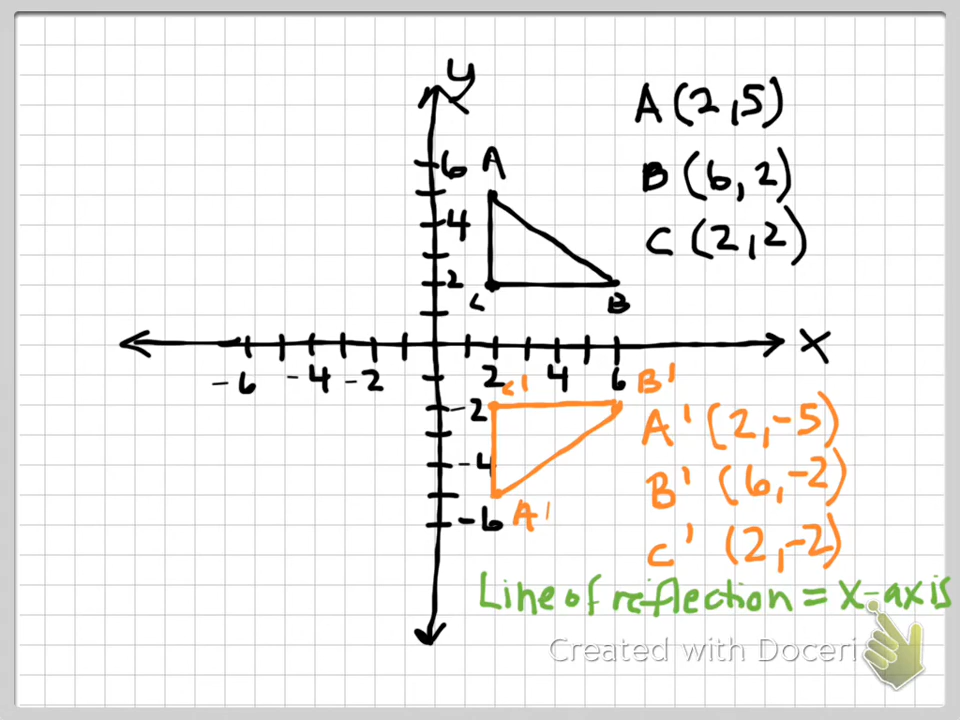 y
A (2,5)
6 A
B (6,2)
4
C (2,2)
2
C B
X
-6 -4 -2 2 4 6
C' B'
-2
A' (2,-5)
-4
B' (6,-2)
-6 A'
C' (2,-2)
Line of reflection = X-axis
Created with Doceri